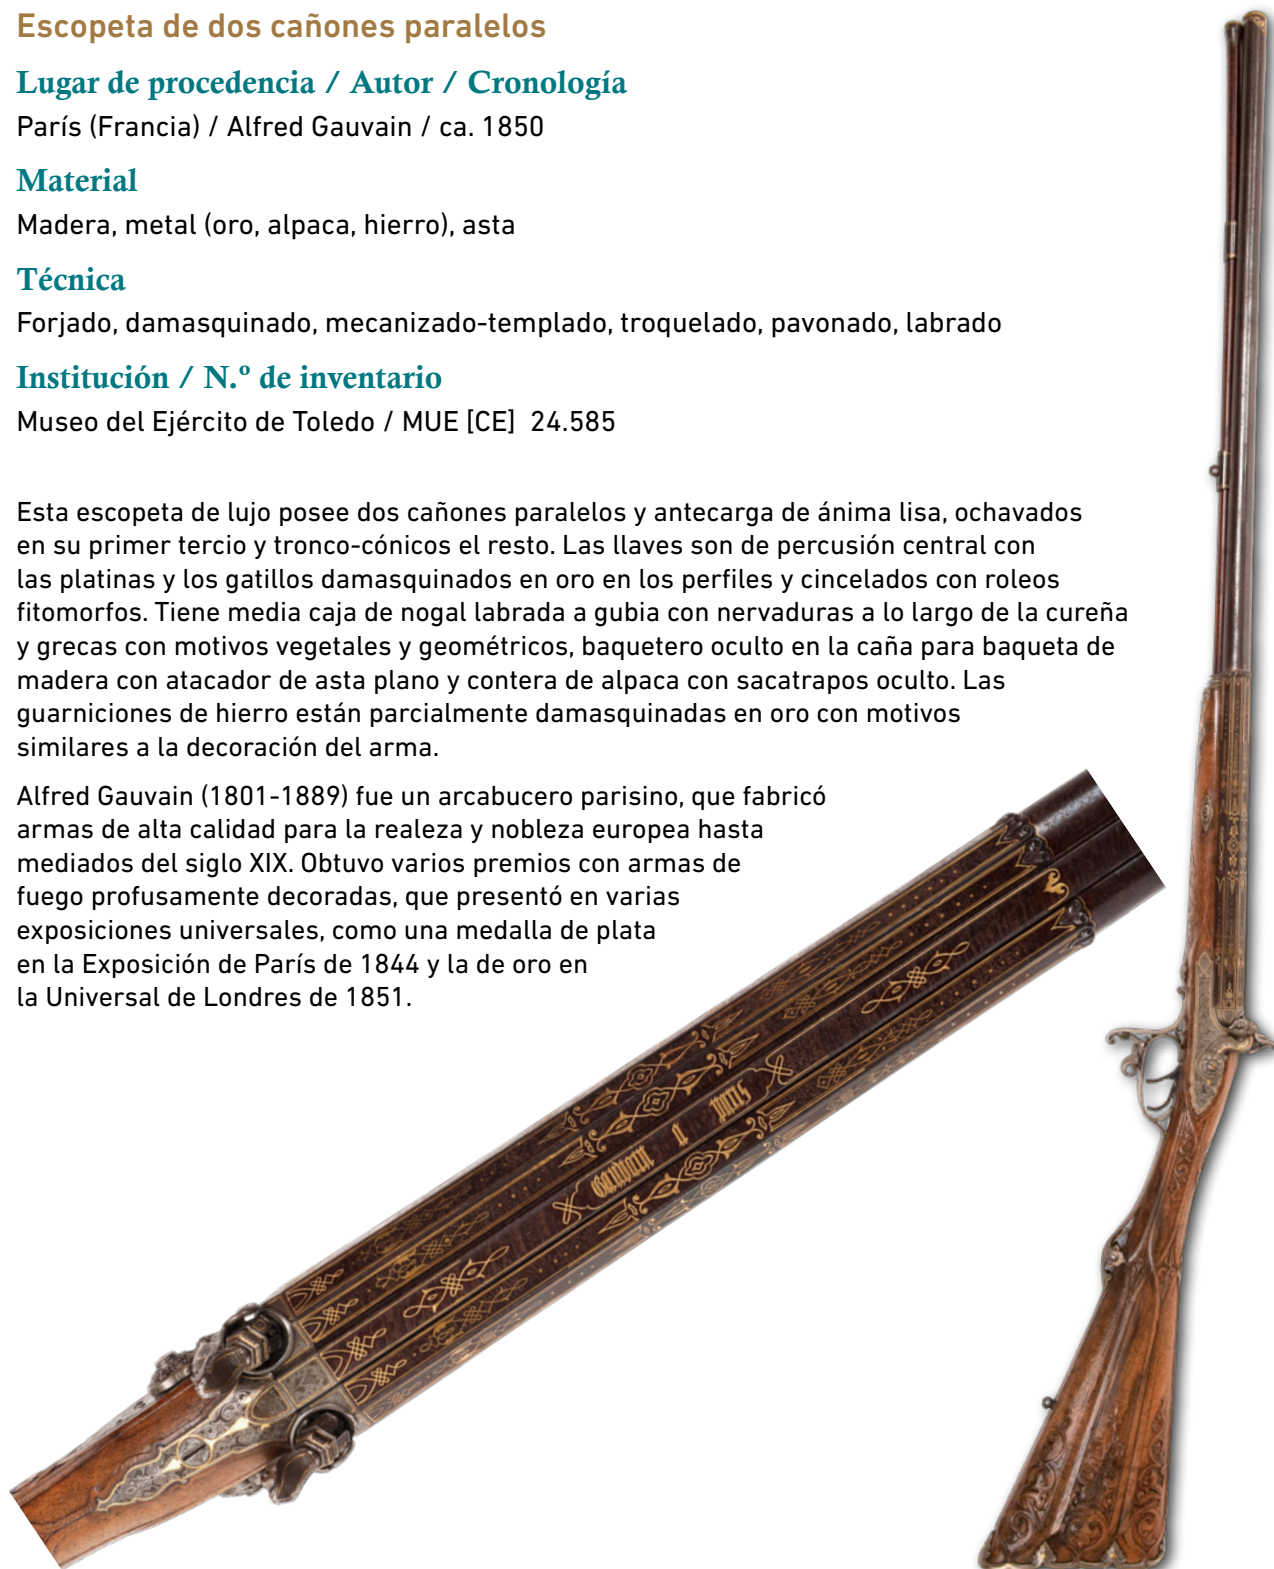 Escopeta de dos cañones paralelos
Lugar de procedencia / Autor / Cronología
París (Francia) / Alfred Gauvain / ca. 1850
Material
Madera, metal (oro, alpaca, hierro), asta
Técnica
Forjado, damasquinado, mecanizado-templado, troquelado, pavonado, labrado
Institución / N.º de inventario
Museo del Ejército de Toledo / MUE [CE] 24.585
Esta escopeta de lujo posee dos cañones paralelos y antecarga de ánima lisa, ochavados
en su primer tercio y tronco-cónicos el resto. Las llaves son de percusión central con
las platinas y los gatillos damasquinados en oro en los perfiles y cincelados con roleos
fitomorfos. Tiene media caja de nogal labrada a gubia con nervaduras a lo largo de la cureña
y grecas con motivos vegetales y geométricos, baquetero oculto en la caña para baqueta de
madera con atacador de asta plano y contera de alpaca con sacatrapos oculto. Las
guarniciones de hierro están parcialmente damasquinadas en oro con motivos
similares a la decoración del arma.
Alfred Gauvain (1801-1889) fue un arcabucero parisino, que fabricó
armas de alta calidad para la realeza y nobleza europea hasta
mediados del siglo XIX. Obtuvo varios premios con armas de
fuego profusamente decoradas, que presentó en varias
exposiciones universales, como una medalla de plata
en la Exposición de París de 1844 y la de oro en
la Universal de Londres de 1851.
Gauvain a paris